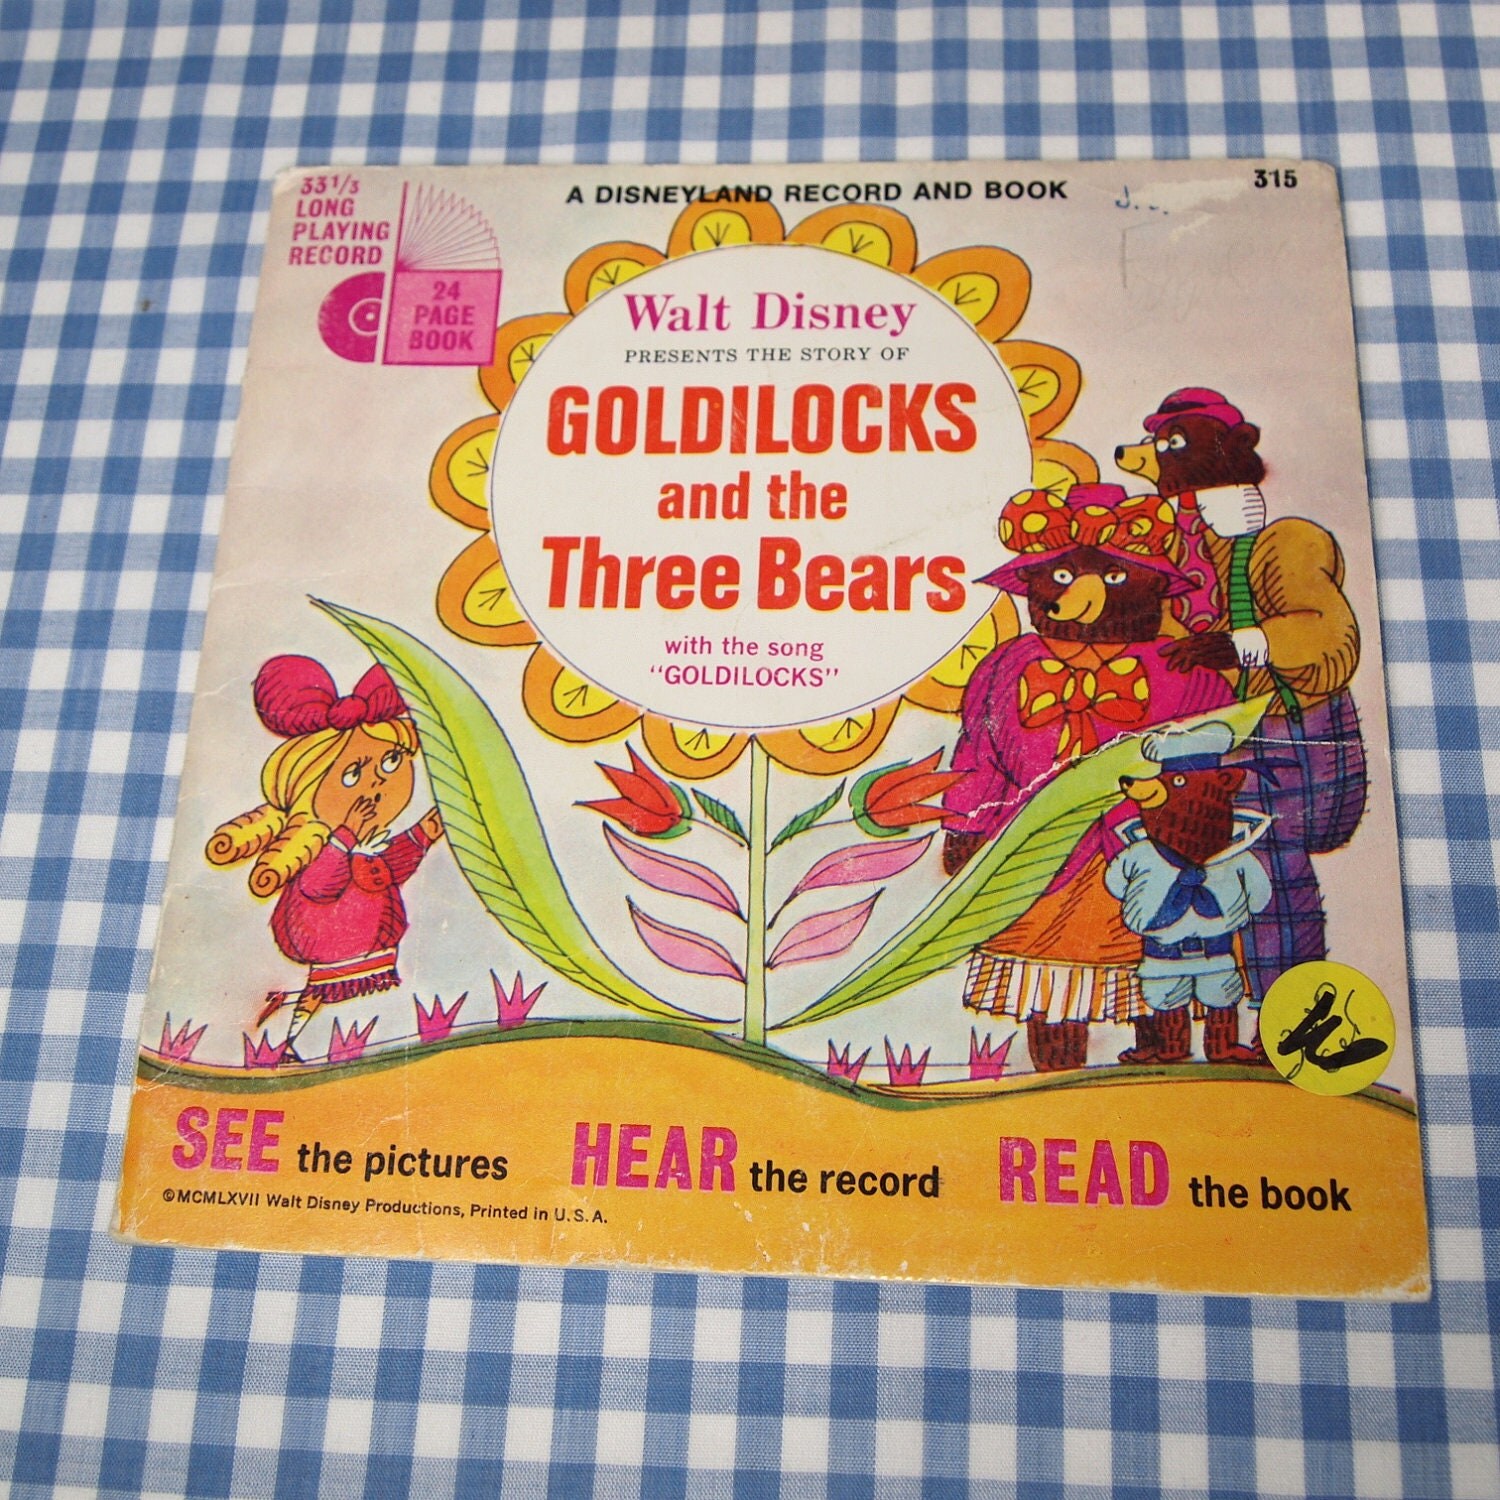 33 1/3
LONG
PLAYING
RECORD
24
PAGE
BOOK
A DISNEYLAND RECORD AND BOOK
315
Walt Disney
PRESENTS THE STORY OF
GOLDILOCKS
and the
Three Bears
with the song
"GOLDILOCKS"
SEE the pictures HEAR the record READ the book
©MCMLXVII Walt Disney Productions, Printed in U.S.A.